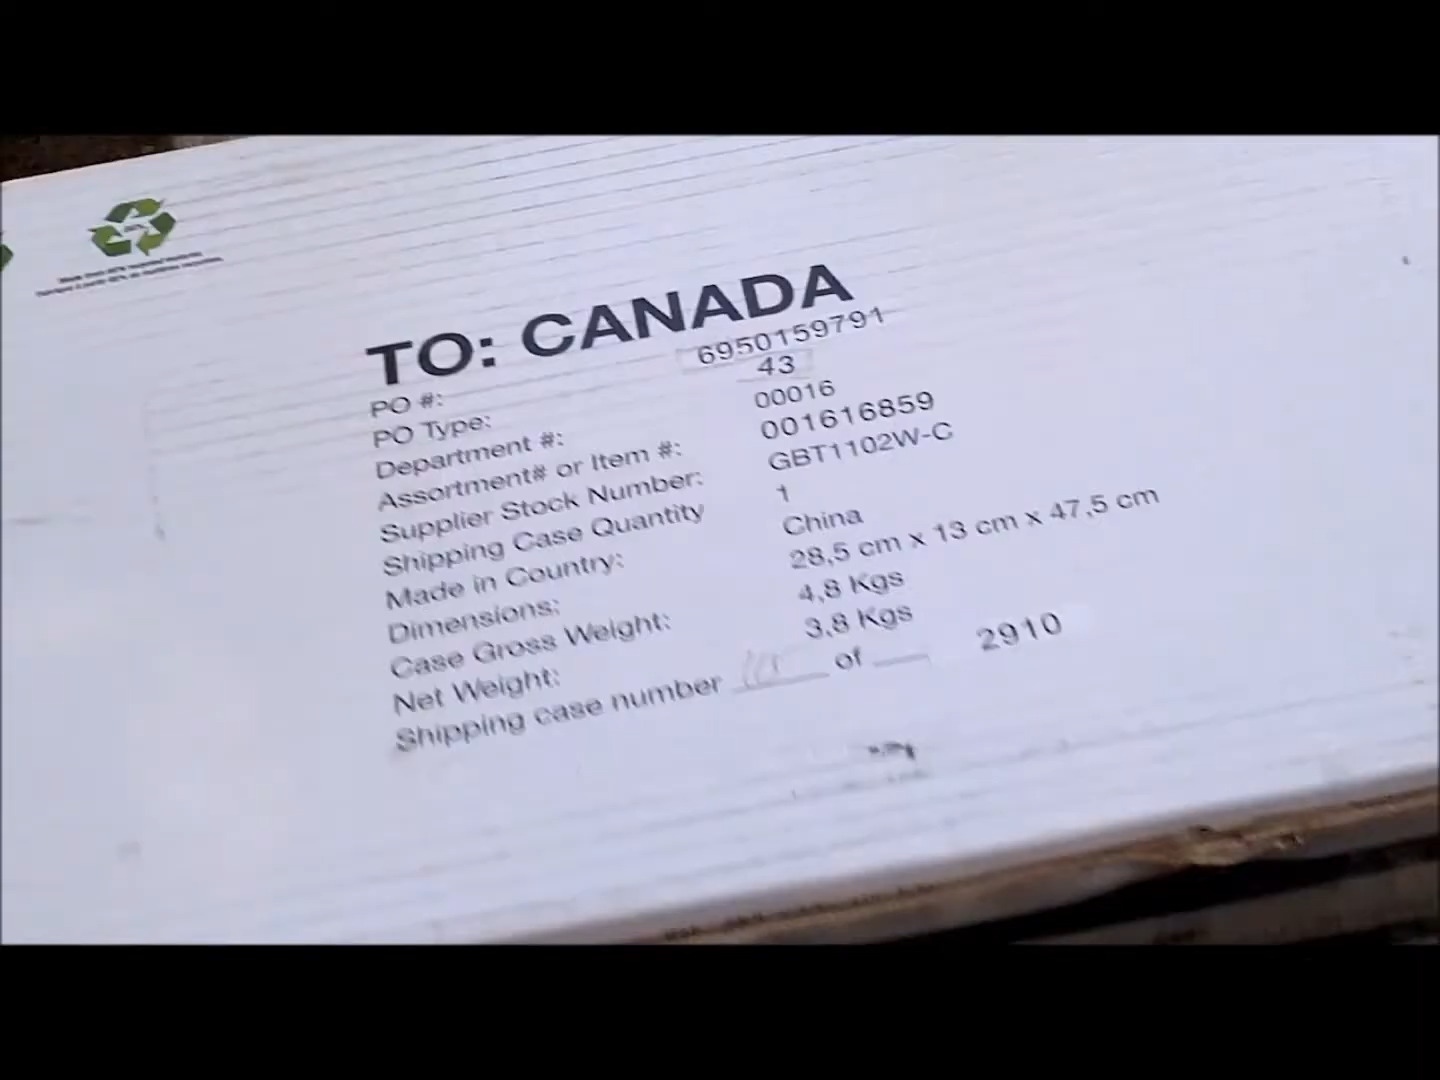 TO: CANADA
PO #: 6950159791
PO Type: 43
Department #: 00016
Assortment# or Item #: 001616859
Supplier Stock Number: GBT1102W-C
Shipping Case Quantity 1
Made in Country: China
Dimensions: 28,5 cm x 13 cm x 47,5 cm
Case Gross Weight: 4,8 Kgs
Net Weight: 3,8 Kgs
Shipping case number of 2910